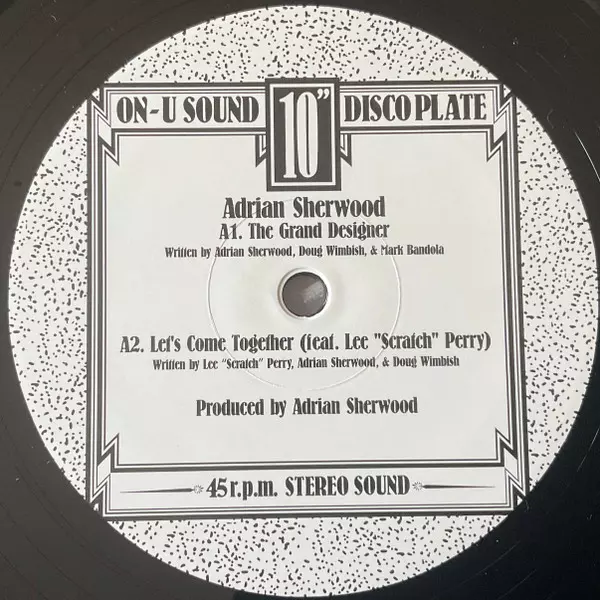 ON-U SOUND 10" DISCO PLATE
Adrian Sherwood
A1. The Grand Designer
Written by Adrian Sherwood, Doug Wimbish, & Mark Bandola
A2. Let's Come Together (feat. Lee "Scratch" Perry)
Written by Lee "Scratch" Perry, Adrian Sherwood, & Doug Wimbish
Produced by Adrian Sherwood
45 r.p.m. STEREO SOUND